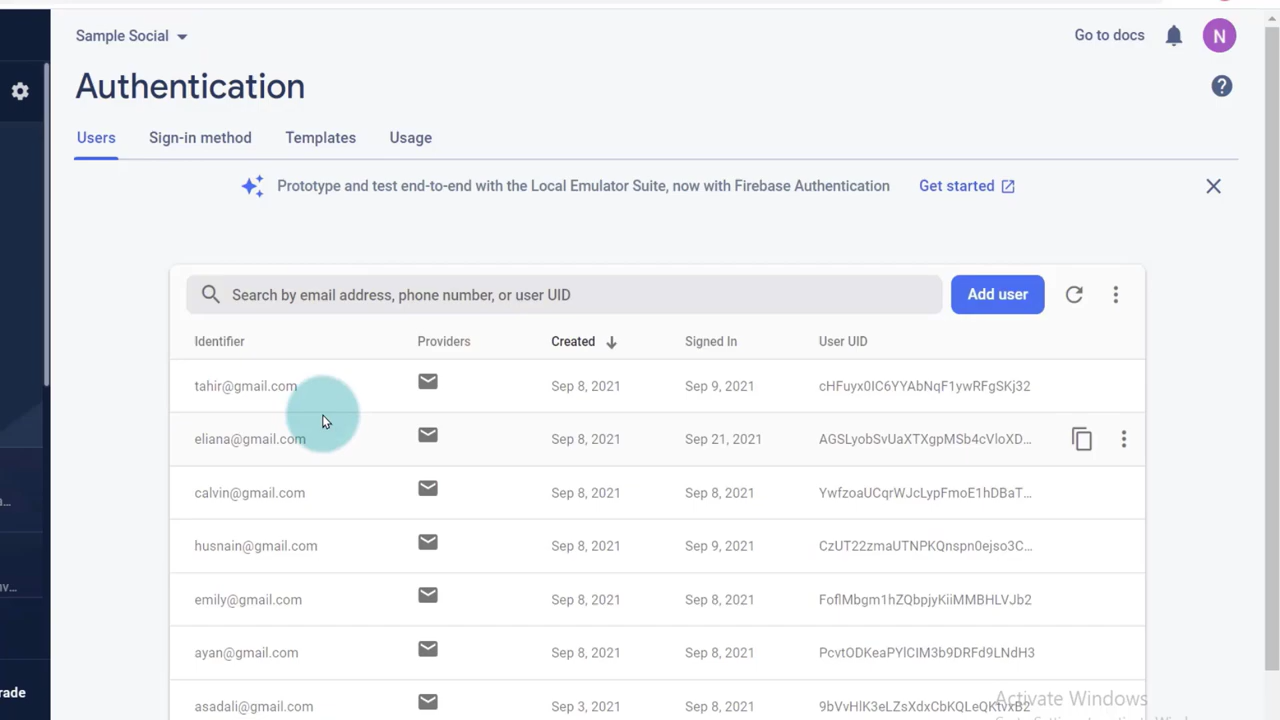 Sample Social
Go to docs
N
Authentication
Users Sign-in method Templates Usage
Prototype and test end-to-end with the Local Emulator Suite, now with Firebase Authentication Get started
Search by email address, phone number, or user UID
Add user
Identifier Providers Created Signed In User UID
tahir@gmail.com Sep 8, 2021 Sep 9, 2021 cHFuyx0IC6YYAbNqF1ywRFgSKj32
eliana@gmail.com Sep 8, 2021 Sep 21, 2021 AGSLyobSvUaXTXgpMSb4cVloXD...
calvin@gmail.com Sep 8, 2021 Sep 8, 2021 YwfzoaUCqrWJcLypFmoE1hDBaT...
husnain@gmail.com Sep 8, 2021 Sep 9, 2021 CzUT22zmaUTNPKQnspn0ejso3C...
emily@gmail.com Sep 8, 2021 Sep 8, 2021 FoflMbgm1hZQbpjyKiiMMBHLVJb2
ayan@gmail.com Sep 8, 2021 Sep 8, 2021 PcvtODKeaPYlCIM3b9DRFd9LNdH3
rade
Activate Windows
asadali@gmail.com Sep 3, 2021 Sep 8, 2021